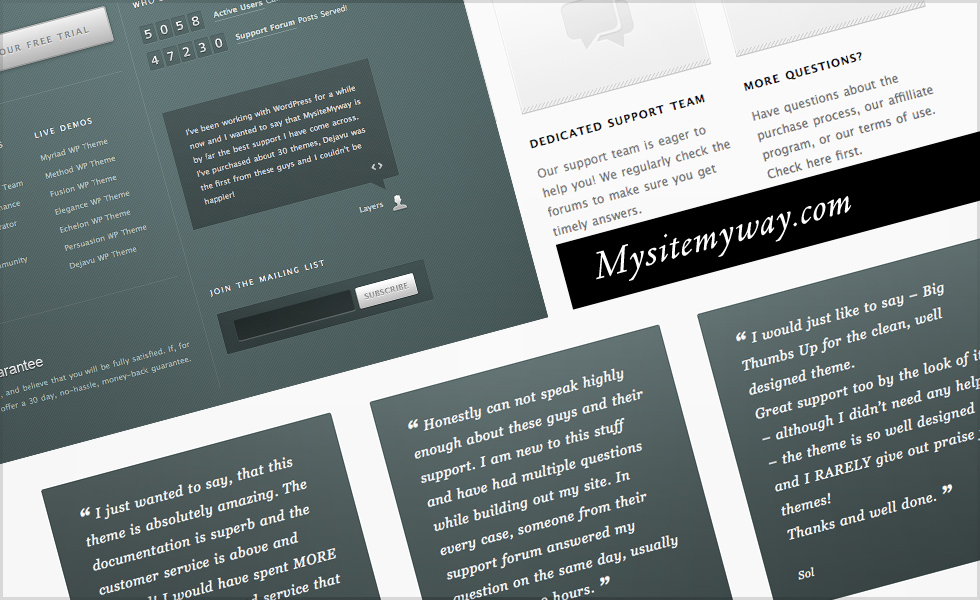 OUR FREE TRIAL
5058 Active Users
47230 Support Forum Posts Served!
LIVE DEMOS
Myriad WP Theme
Method WP Theme
Fusion WP Theme
Elegance WP Theme
Echelon WP Theme
Persuasion WP Theme
Dejavu WP Theme
Team
I've been working with WordPress for a while
now and I wanted to say that MysiteMyway is
by far the best support I have come across.
I've purchased about 30 themes, Dejavu was
the first from these guys and I couldn't be
happier!
Layers
JOIN THE MAILING LIST
SUBSCRIBE
, and believe that you will be fully satisfied. If, for
offer a 30 day, no-hassle, money-back guarantee.
DEDICATED SUPPORT TEAM
Our support team is eager to
help you! We regularly check the
forums to make sure you get
timely answers.
MORE QUESTIONS?
Have questions about the
purchase process, our affiliate
program, or our terms of use.
Check here first.
Mysitemyway.com
“ I just wanted to say, that this
theme is absolutely amazing. The
documentation is superb and the
customer service is above and
I would have spent MORE
service that
“ Honestly can not speak highly
enough about these guys and their
support. I am new to this stuff
and have had multiple questions
while building out my site. In
every case, someone from their
support forum answered my
question on the same day, usually
hours. ”
“ I would just like to say – Big
Thumbs Up for the clean, well
designed theme.
Great support too by the look of
– although I didn't need any help
– the theme is so well designed
and I RARELY give out praise
themes!
Thanks and well done. ”
Sol